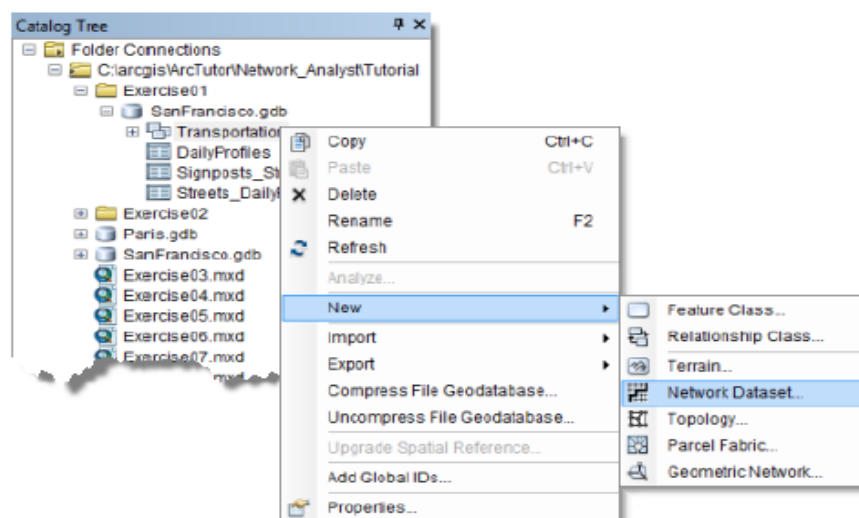 Catalog Tree
Folder Connections
C:\arcgis\ArcTutor\Network_Analyst\Tutorial
Exercise01
SanFrancisco.gdb
Transportation
DailyProfiles
Signposts_St
Streets_Daily
Exercise02
Paris.gdb
SanFrancisco.gdb
Exercise03.mxd
Exercise04.mxd
Exercise05.mxd
Exercise06.mxd
Exercise07.mxd
.mxd
Copy Ctrl+C
Paste Ctrl+V
Delete
Rename F2
Refresh
Analyze...
New
Import
Export
Compress File Geodatabase...
Uncompress File Geodatabase...
Upgrade Spatial Reference...
Add Global IDs...
Properties...
Feature Class...
Relationship Class...
Terrain...
Network Dataset...
Topology...
Parcel Fabric...
Geometric Network...